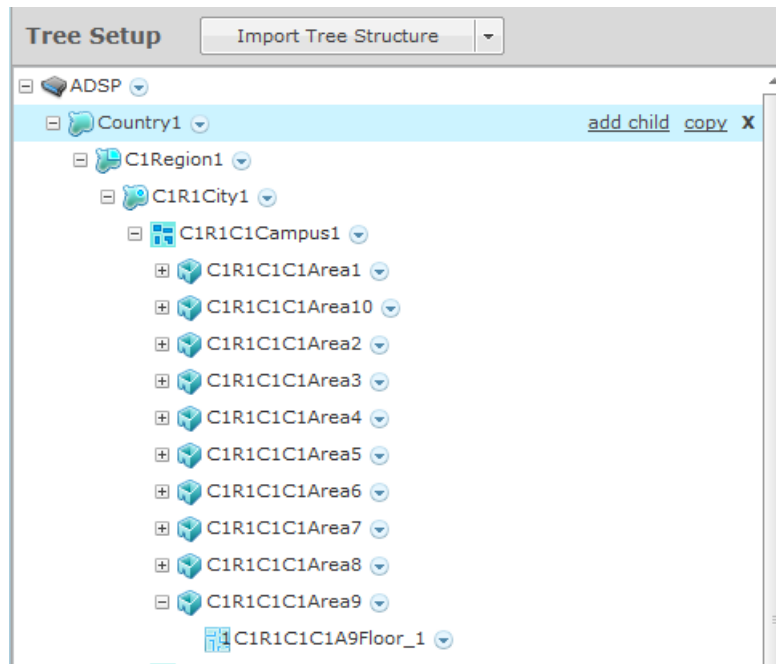 Tree Setup Import Tree Structure
ADSP
Country1 add child copy X
C1Region1
C1R1City1
C1R1C1Campus1
C1R1C1C1Area1
C1R1C1C1Area10
C1R1C1C1Area2
C1R1C1C1Area3
C1R1C1C1Area4
C1R1C1C1Area5
C1R1C1C1Area6
C1R1C1C1Area7
C1R1C1C1Area8
C1R1C1C1Area9
1 C1R1C1C1A9Floor_1